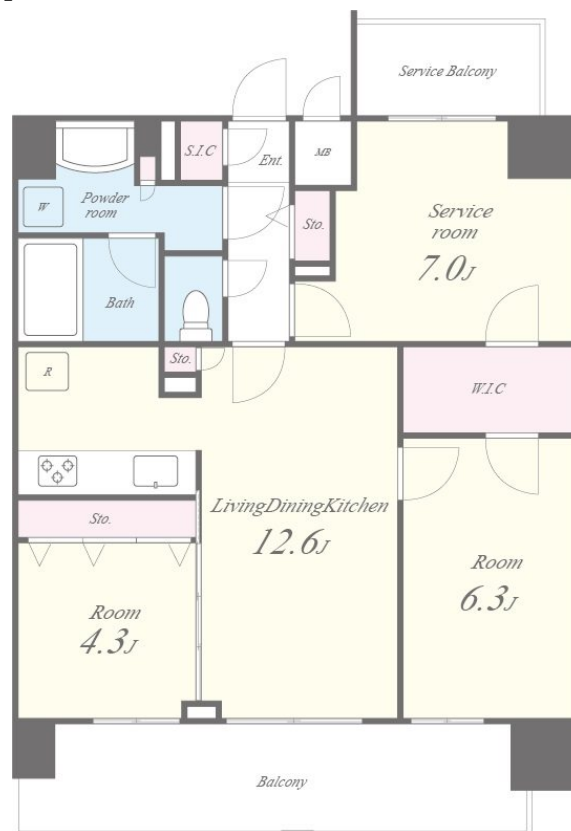 Service Balcony
S.I.C
Ent.
MB
W
Powder
room
Sto.
Service
room
7.0J
Bath
Sto.
R
W.I.C
LivingDiningKitchen
12.6J
Sto.
Room
6.3J
Room
4.3J
Balcony